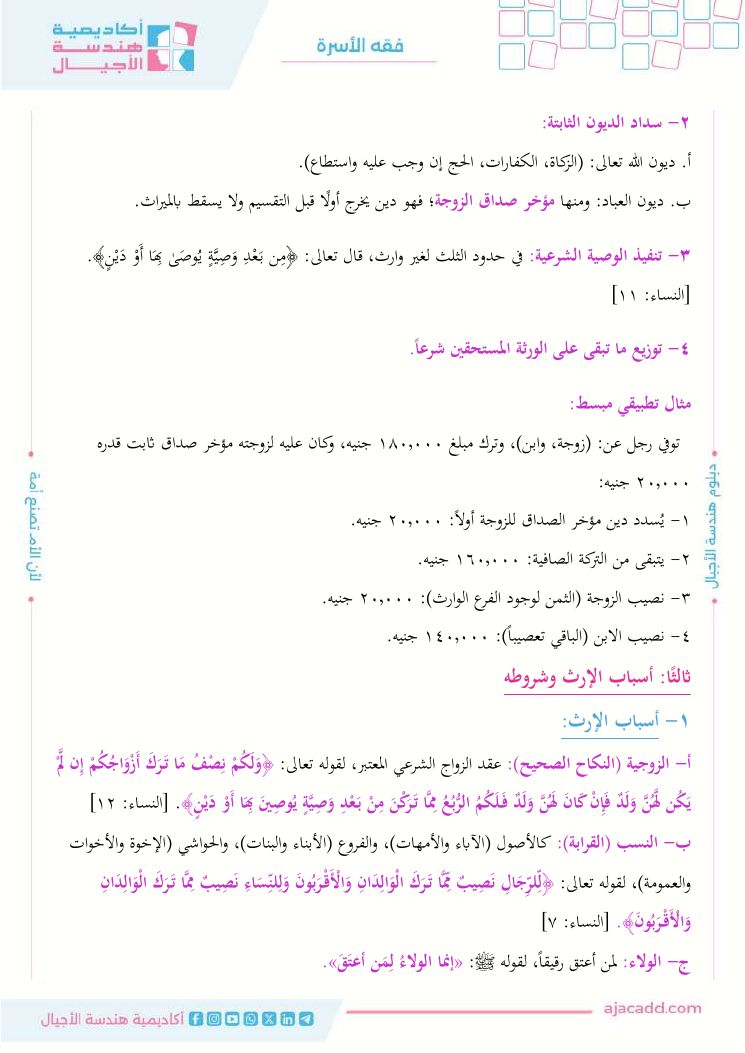 أكاديمية
هندسة
الأجيال
فقه الأسرة
٢- سداد الديون الثابتة:
أ. ديون الله تعالى: (الزكاة، الكفارات، الحج إن وجب عليه واستطاع).
ب. ديون العباد: ومنها مؤخر صداق الزوجة؛ فهو دين يخرج أولًا قبل التقسيم ولا يسقط بالميراث.
٣- تنفيذ الوصية الشرعية: في حدود الثلث لغير وارث، قال تعالى: ﴿مِن بَعْدِ وَصِيَّةٍ يُوصَىٰ بِهَا أَوْ دَيْنٍ﴾.
[النساء: ١١]
٤- توزيع ما تبقى على الورثة المستحقين شرعاً.
مثال تطبيقي مبسط:
توفي رجل عن: (زوجة، وابن)، وترك مبلغ ١٨٠,٠٠٠ جنيه، وكان عليه لزوجته مؤخر صداق ثابت قدره
٢٠,٠٠٠ جنيه:
١- يُسدد دين مؤخر الصداق للزوجة أولاً: ٢٠,٠٠٠ جنيه.
٢- يتبقى من التركة الصافية: ١٦٠,٠٠٠ جنيه.
٣- نصيب الزوجة (الثمن لوجود الفرع الوارث): ٢٠,٠٠٠ جنيه.
٤- نصيب الابن (الباقي تعصيباً): ١٤٠,٠٠٠ جنيه.
ثالثًا: أسباب الإرث وشروطه
١- أسباب الإرث:
أ- الزوجية (النكاح الصحيح): عقد الزواج الشرعي المعتبر، لقوله تعالى: ﴿وَلَكُمْ نِصْفُ مَا تَرَكَ أَزْوَاجُكُمْ إِن لَّمْ
يَكُن لَّهُنَّ وَلَدٌ فَإِنْ كَانَ لَهُنَّ وَلَدٌ فَلَكُمُ الرُّبُعُ مِمَّا تَرَكْنَ مِنْ بَعْدِ وَصِيَّةٍ يُوصِينَ بِهَا أَوْ دَيْنٍ﴾. [النساء: ١٢]
ب- النسب (القرابة): كالأصول (الآباء والأمهات)، والفروع (الأبناء والبنات)، والحواشي (الإخوة والأخوات
والعمومة)، لقوله تعالى: ﴿لِّلرِّجَالِ نَصِيبٌ مِّمَّا تَرَكَ الْوَالِدَانِ وَالْأَقْرَبُونَ وَلِلنِّسَاءِ نَصِيبٌ مِمَّا تَرَكَ الْوَالِدَانِ
وَالْأَقْرَبُونَ﴾. [النساء: ٧]
ج- الولاء: لمن أعتق رقيقاً، لقوله ﷺ: «إنما الولاءُ لِمَن أعتَقَ».
دبلوم هندسة الأجيال
لأن الأم تصنع أمة
أكاديمية هندسة الأجيال
ajacadd.com